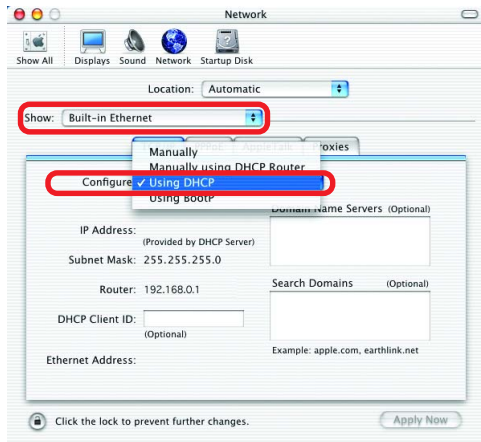 Network
Show All Displays Sound Network Startup Disk
Location: Automatic
Show: Built-in Ethernet
Proxies
Manually
Manually using DHCP Router
Configure ✓ Using DHCP
Using BootP
Domain Name Servers (Optional)
IP Address:
(Provided by DHCP Server)
Subnet Mask: 255.255.255.0
Router: 192.168.0.1
Search Domains (Optional)
DHCP Client ID:
(Optional)
Example: apple.com, earthlink.net
Ethernet Address:
Click the lock to prevent further changes.
Apply Now